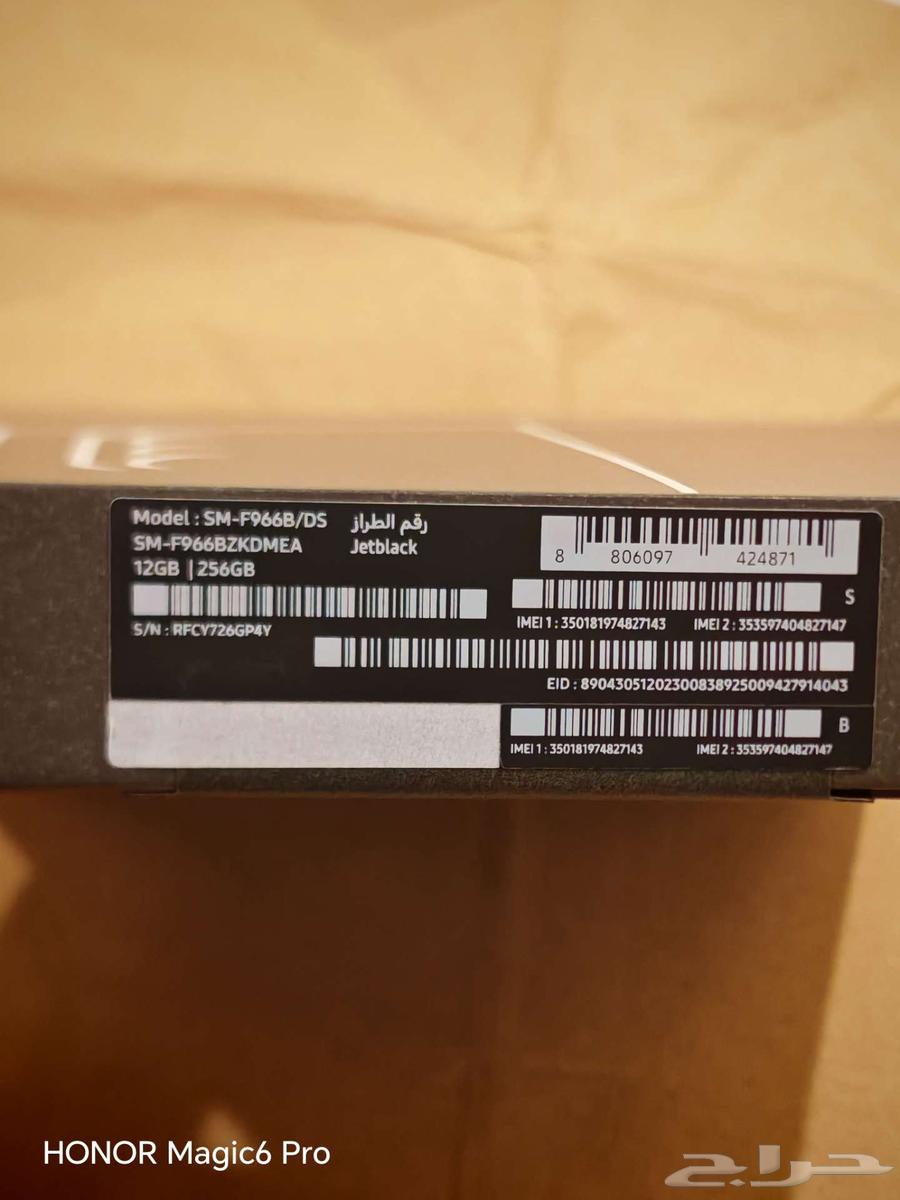 Model : SM-F966B/DS رقم الطراز
SM-F966BZKDMEA Jetblack
12GB | 256GB
S/N : RFCY726GP4Y
8 806097 424871
S
IMEI 1 : 350181974827143 IMEI 2 : 353597404827147
EID : 89043051202300838925009427914043
B
IMEI 1 : 350181974827143 IMEI 2 : 353597404827147
HONOR Magic6 Pro
حراج